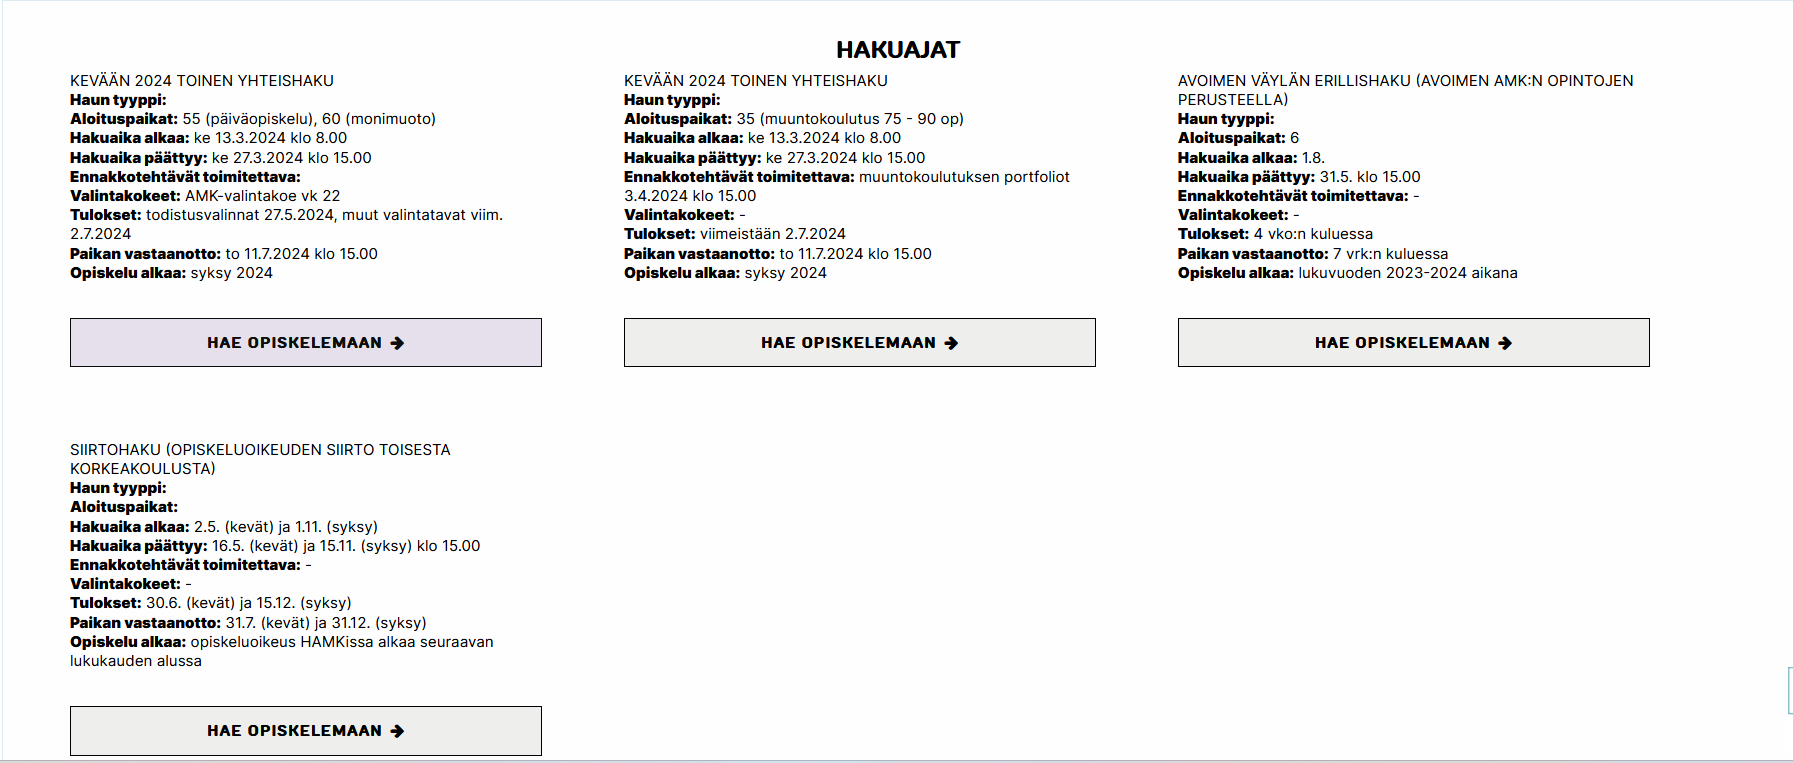 HAKUAJAT
KEVÄÄN 2024 TOINEN YHTEISHAKU
Haun tyyppi:
Aloituspaikat: 55 (päiväopiskelu), 60 (monimuoto)
Hakuaika alkaa: ke 13.3.2024 klo 8.00
Hakuaika päättyy: ke 27.3.2024 klo 15.00
Ennakkotehtävät toimitettava:
Valintakokeet: AMK-valintakoe vk 22
Tulokset: todistusvalinnat 27.5.2024, muut valintatavat viim.
2.7.2024
Paikan vastaanotto: to 11.7.2024 klo 15.00
Opiskelu alkaa: syksy 2024
HAE OPISKELEMAAN →
KEVÄÄN 2024 TOINEN YHTEISHAKU
Haun tyyppi:
Aloituspaikat: 35 (muuntokoulutus 75 - 90 op)
Hakuaika alkaa: ke 13.3.2024 klo 8.00
Hakuaika päättyy: ke 27.3.2024 klo 15.00
Ennakkotehtävät toimitettava: muuntokoulutuksen portfoliot
3.4.2024 klo 15.00
Valintakokeet: -
Tulokset: viimeistään 2.7.2024
Paikan vastaanotto: to 11.7.2024 klo 15.00
Opiskelu alkaa: syksy 2024
HAE OPISKELEMAAN →
AVOIMEN VÄYLÄN ERILLISHAKU (AVOIMEN AMK:N OPINTOJEN
PERUSTEELLA)
Haun tyyppi:
Aloituspaikat: 6
Hakuaika alkaa: 1.8.
Hakuaika päättyy: 31.5. klo 15.00
Ennakkotehtävät toimitettava: -
Valintakokeet: -
Tulokset: 4 vko:n kuluessa
Paikan vastaanotto: 7 vrk:n kuluessa
Opiskelu alkaa: lukuvuoden 2023-2024 aikana
HAE OPISKELEMAAN →
SIIRTOHAKU (OPISKELUOIKEUDEN SIIRTO TOISESTA
KORKEAKOULUSTA)
Haun tyyppi:
Aloituspaikat:
Hakuaika alkaa: 2.5. (kevät) ja 1.11. (syksy)
Hakuaika päättyy: 16.5. (kevät) ja 15.11. (syksy) klo 15.00
Ennakkotehtävät toimitettava: -
Valintakokeet: -
Tulokset: 30.6. (kevät) ja 15.12. (syksy)
Paikan vastaanotto: 31.7. (kevät) ja 31.12. (syksy)
Opiskelu alkaa: opiskeluoikeus HAMKissa alkaa seuraavan
lukukauden alussa
HAE OPISKELEMAAN →